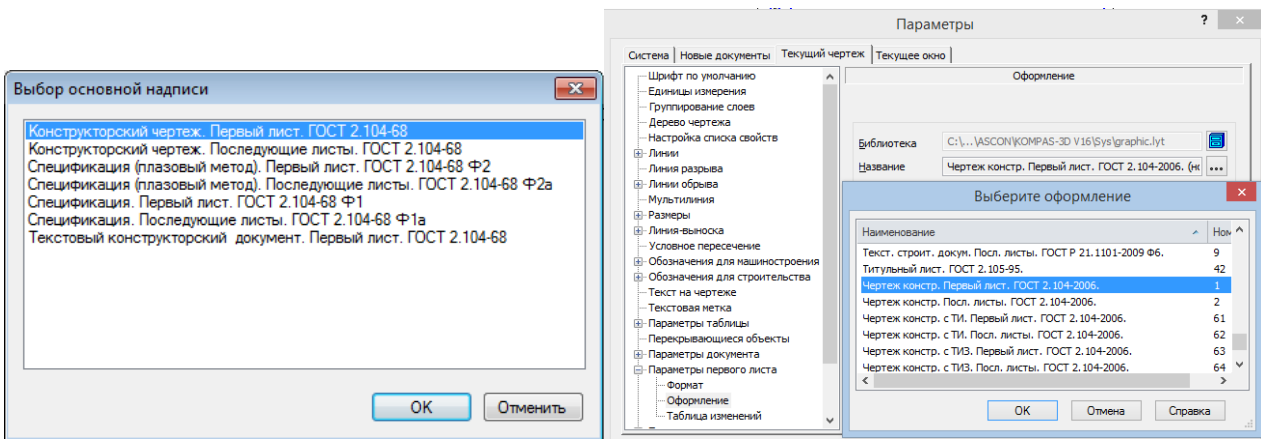 Выбор основной надписи
Конструкторский чертеж. Первый лист. ГОСТ 2.104-68
Конструкторский чертеж. Последующие листы. ГОСТ 2.104-68
Спецификация (плазовый метод). Первый лист. ГОСТ 2.104-68 Ф2
Спецификация (плазовый метод). Последующие листы. ГОСТ 2.104-68 Ф2а
Спецификация. Первый лист. ГОСТ 2.104-68 Ф1
Спецификация. Последующие листы. ГОСТ 2.104-68 Ф1а
Текстовый конструкторский документ. Первый лист. ГОСТ 2.104-68
OK
Отменить
Параметры
?
Система
Новые документы
Текущий чертеж
Текущее окно
Шрифт по умолчанию
Единицы измерения
Группирование слоев
Дерево чертежа
Настройка списка свойств
Линии
Линия разрыва
Линии обрыва
Мультилиния
Размеры
Линия-выноска
Условное пересечение
Обозначения для машиностроения
Обозначения для строительства
Текст на чертеже
Текстовая метка
Параметры таблицы
Перекрывающиеся объекты
Параметры документа
Параметры первого листа
Формат
Оформление
Таблица изменений
Оформление
Библиотека C:\...\ASCON\KOMPAS-3D V16\Sys\graphic.lyt
Название Чертеж констр. Первый лист. ГОСТ 2.104-2006. (но ...
Выберите оформление
Наименование Ном
Текст. строит. докум. Посл. листы. ГОСТ Р 21.1101-2009 Ф6. 9
Титульный лист. ГОСТ 2.105-95. 42
Чертеж констр. Первый лист. ГОСТ 2.104-2006. 1
Чертеж констр. Посл. листы. ГОСТ 2.104-2006. 2
Чертеж констр. с ТИ. Первый лист. ГОСТ 2.104-2006. 61
Чертеж констр. с ТИ. Посл. листы. ГОСТ 2.104-2006. 62
Чертеж констр. с ТИЗ. Первый лист. ГОСТ 2.104-2006. 63
Чертеж констр. с ТИЗ. Посл. листы. ГОСТ 2.104-2006. 64
OK
Отмена
Справка